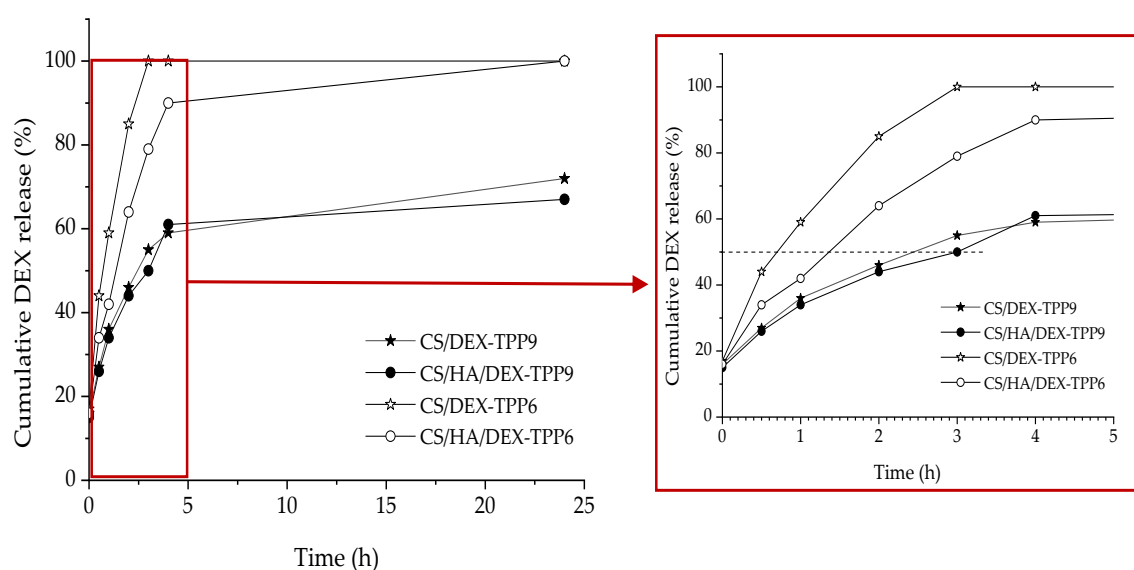 Cumulative DEX release (%)
100
80
60
40
20
0
0
5
10
15
20
25
Time (h)
CS/DEX-TPP9
CS/HA/DEX-TPP9
CS/DEX-TPP6
CS/HA/DEX-TPP6
Cumulative DEX release (%)
100
80
60
40
20
0
0
1
2
3
4
5
Time (h)
CS/DEX-TPP9
CS/HA/DEX-TPP9
CS/DEX-TPP6
CS/HA/DEX-TPP6